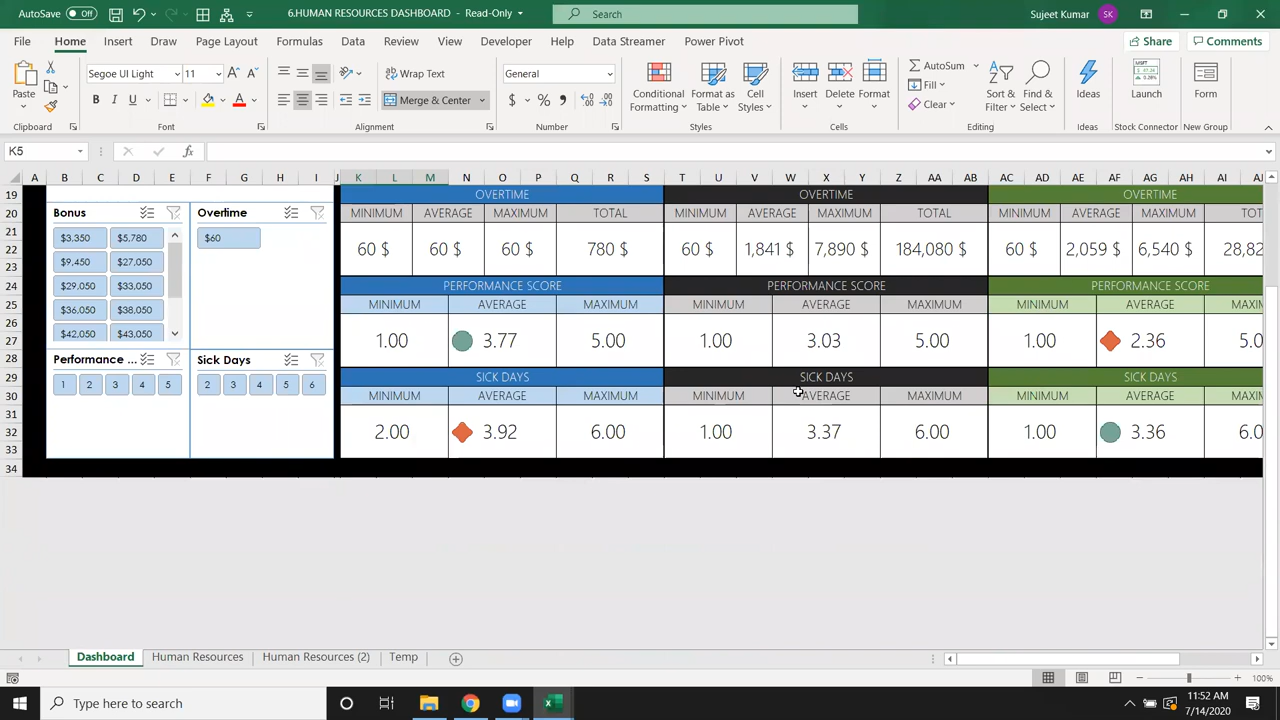 AutoSave Off 6.HUMAN RESOURCES DASHBOARD - Read-Only Search Sujeet Kumar SK
File Home Insert Draw Page Layout Formulas Data Review View Developer Help Data Streamer Power Pivot Share Comments
Paste Segoe UI Light 11 Wrap Text General AutoSum
B I U Merge & Center $ % Conditional Formatting Format as Table Cell Styles Insert Delete Format Fill Clear Sort & Filter Find & Select Ideas Launch Form
Clipboard Font Alignment Number Styles Cells Editing Ideas Stock Connector New Group
K5 fx
A B C D E F G H I J K L M N O P Q R S T U V W X Y Z AA AB AC AD AE AF AG AH AI AJ
19 OVERTIME OVERTIME OVERTIME
20 Bonus Overtime MINIMUM AVERAGE MAXIMUM TOTAL MINIMUM AVERAGE MAXIMUM TOTAL MINIMUM AVERAGE MAXIMUM TOT
21 $3,350 $5,780 $60
22 60 $ 60 $ 60 $ 780 $ 60 $ 1,841 $ 7,890 $ 184,080 $ 60 $ 2,059 $ 6,540 $ 28,82
23 $9,450 $27,050
24 $29,050 $33,050 PERFORMANCE SCORE PERFORMANCE SCORE PERFORMANCE SCORE
25 $36,050 $38,050 MINIMUM AVERAGE MAXIMUM MINIMUM AVERAGE MAXIMUM MINIMUM AVERAGE MAXIM
26 $42,050 $43,050
27 1.00 3.77 5.00 1.00 3.03 5.00 1.00 2.36 5.0
28 Performance ... Sick Days
29 1 2 3 4 5 2 3 4 5 6 SICK DAYS SICK DAYS SICK DAYS
30 MINIMUM AVERAGE MAXIMUM MINIMUM AVERAGE MAXIMUM MINIMUM AVERAGE MAXIM
31
32 2.00 3.92 6.00 1.00 3.37 6.00 1.00 3.36 6.0
33
34
Dashboard Human Resources Human Resources (2) Temp
100%
Type here to search 11:52 AM
7/14/2020